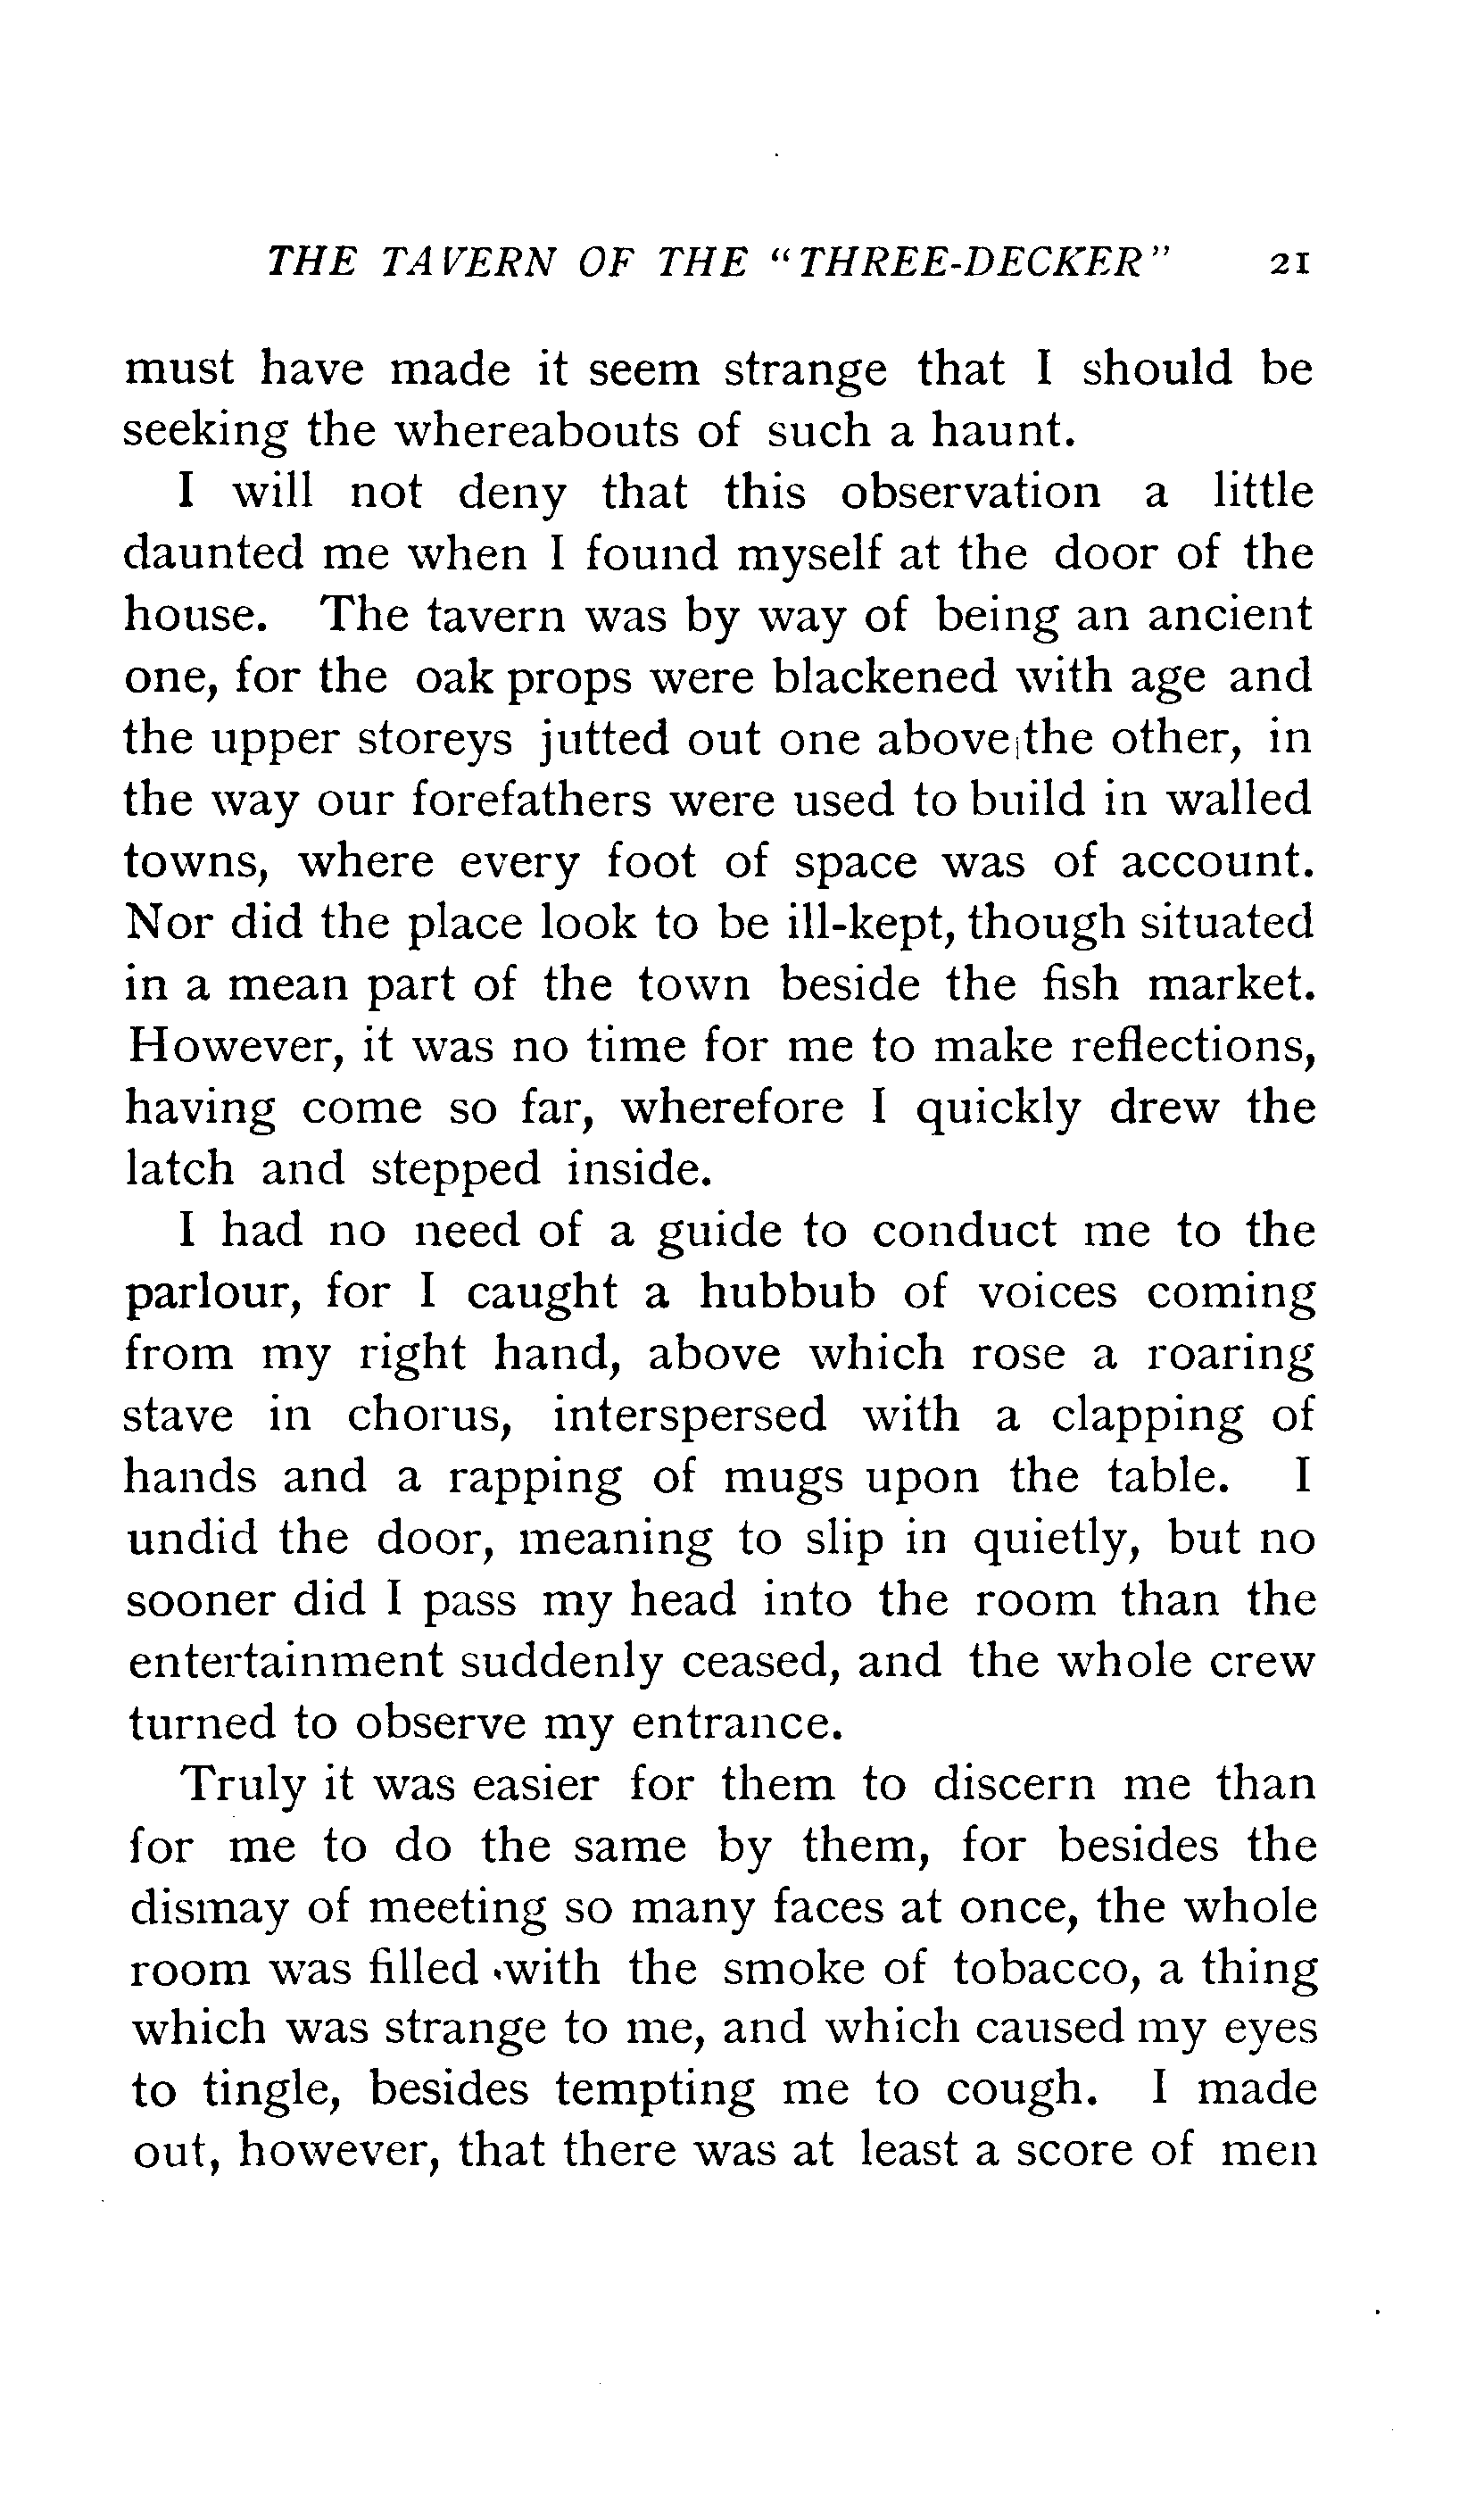 THE TAVERN OF THE "THREE-DECKER" 21
must have made it seem strange that I should be
seeking the whereabouts of such a haunt.
I will not deny that this observation a little
daunted me when I found myself at the door of the
house. The tavern was by way of being an ancient
one, for the oak props were blackened with age and
the upper storeys jutted out one above the other, in
the way our forefathers were used to build in walled
towns, where every foot of space was of account.
Nor did the place look to be ill-kept, though situated
in a mean part of the town beside the fish market.
However, it was no time for me to make reflections,
having come so far, wherefore I quickly drew the
latch and stepped inside.
I had no need of a guide to conduct me to the
parlour, for I caught a hubbub of voices coming
from my right hand, above which rose a roaring
stave in chorus, interspersed with a clapping of
hands and a rapping of mugs upon the table. I
undid the door, meaning to slip in quietly, but no
sooner did I pass my head into the room than the
entertainment suddenly ceased, and the whole crew
turned to observe my entrance.
Truly it was easier for them to discern me than
for me to do the same by them, for besides the
dismay of meeting so many faces at once, the whole
room was filled with the smoke of tobacco, a thing
which was strange to me, and which caused my eyes
to tingle, besides tempting me to cough. I made
out, however, that there was at least a score of men